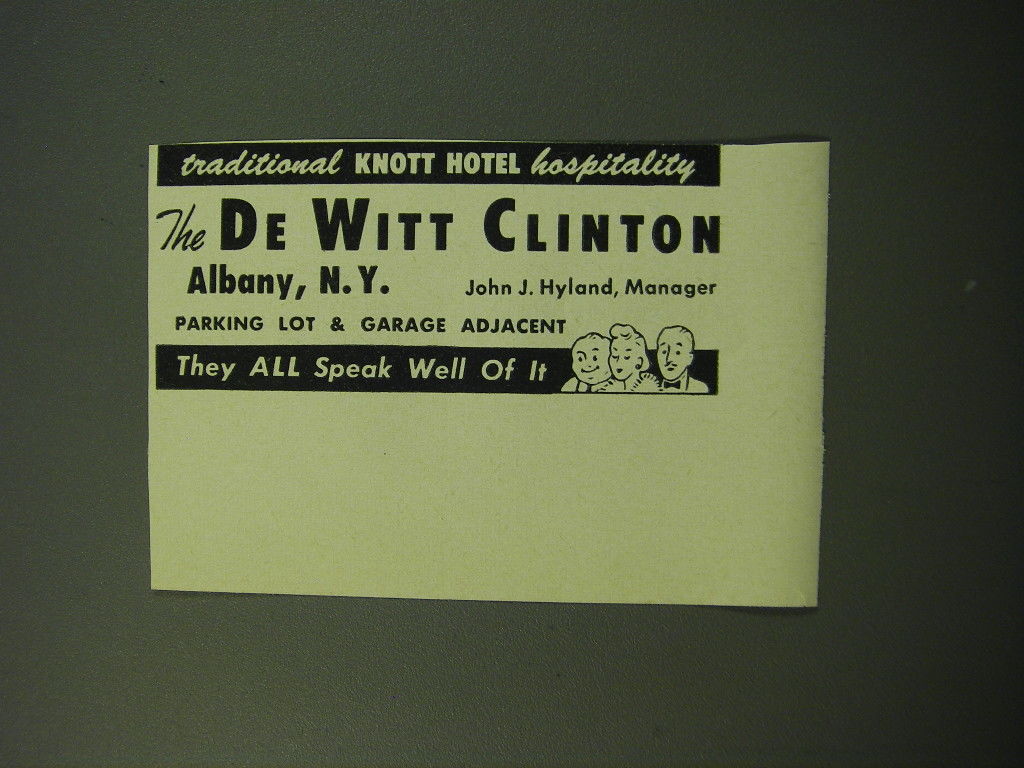 traditional KNOTT HOTEL hospitality
The DE WITT CLINTON
Albany, N.Y. John J. Hyland, Manager
PARKING LOT & GARAGE ADJACENT
They ALL Speak Well Of It